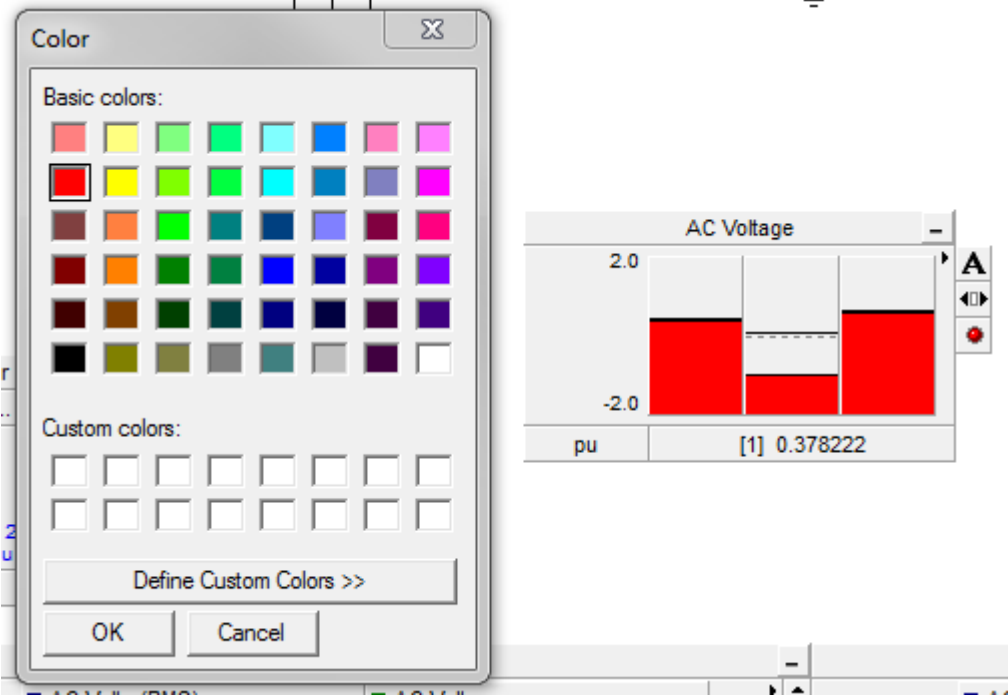 Color
Basic colors:
Custom colors:
Define Custom Colors >>
OK
Cancel
AC Voltage
2.0
-2.0
pu
[1] 0.378222
A
r
..
2
u